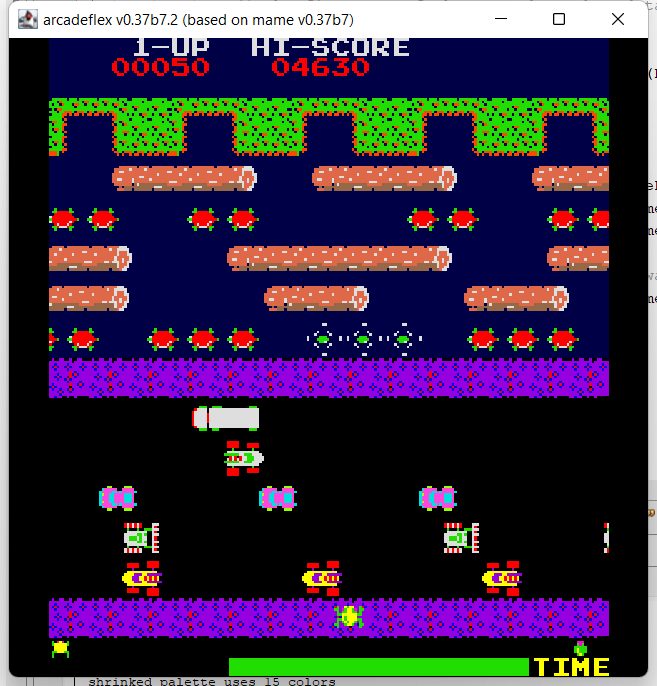 arcadeflex v0.37b7.2 (based on mame v0.37b7)
1-UP HI-SCORE
00050 04630
TIME
shrinked palette uses 15 colors